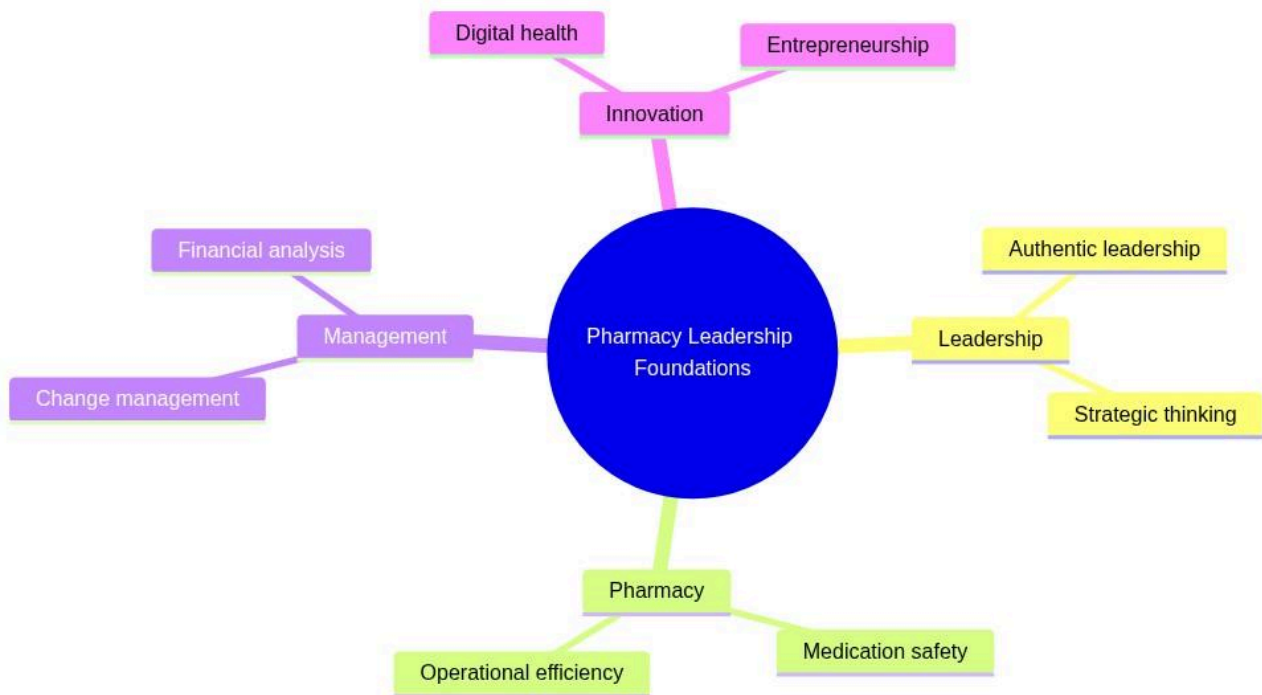 Digital health
Entrepreneurship
Innovation
Financial analysis
Authentic leadership
Management
Pharmacy Leadership
Foundations
Leadership
Change management
Strategic thinking
Pharmacy
Operational efficiency
Medication safety